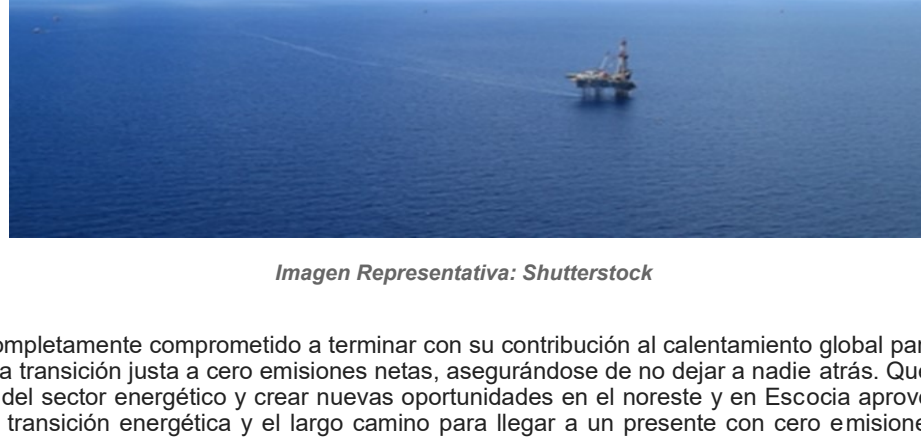 Imagen Representativa: Shutterstock
ompletamente comprometido a terminar con su contribución al calentamiento global par
a transición justa a cero emisiones netas, asegurándose de no dejar a nadie atrás. Que
del sector energético y crear nuevas oportunidades en el noreste y en Escocia aprove
transición energética y el largo camino para llegar a un presente con cero emisione